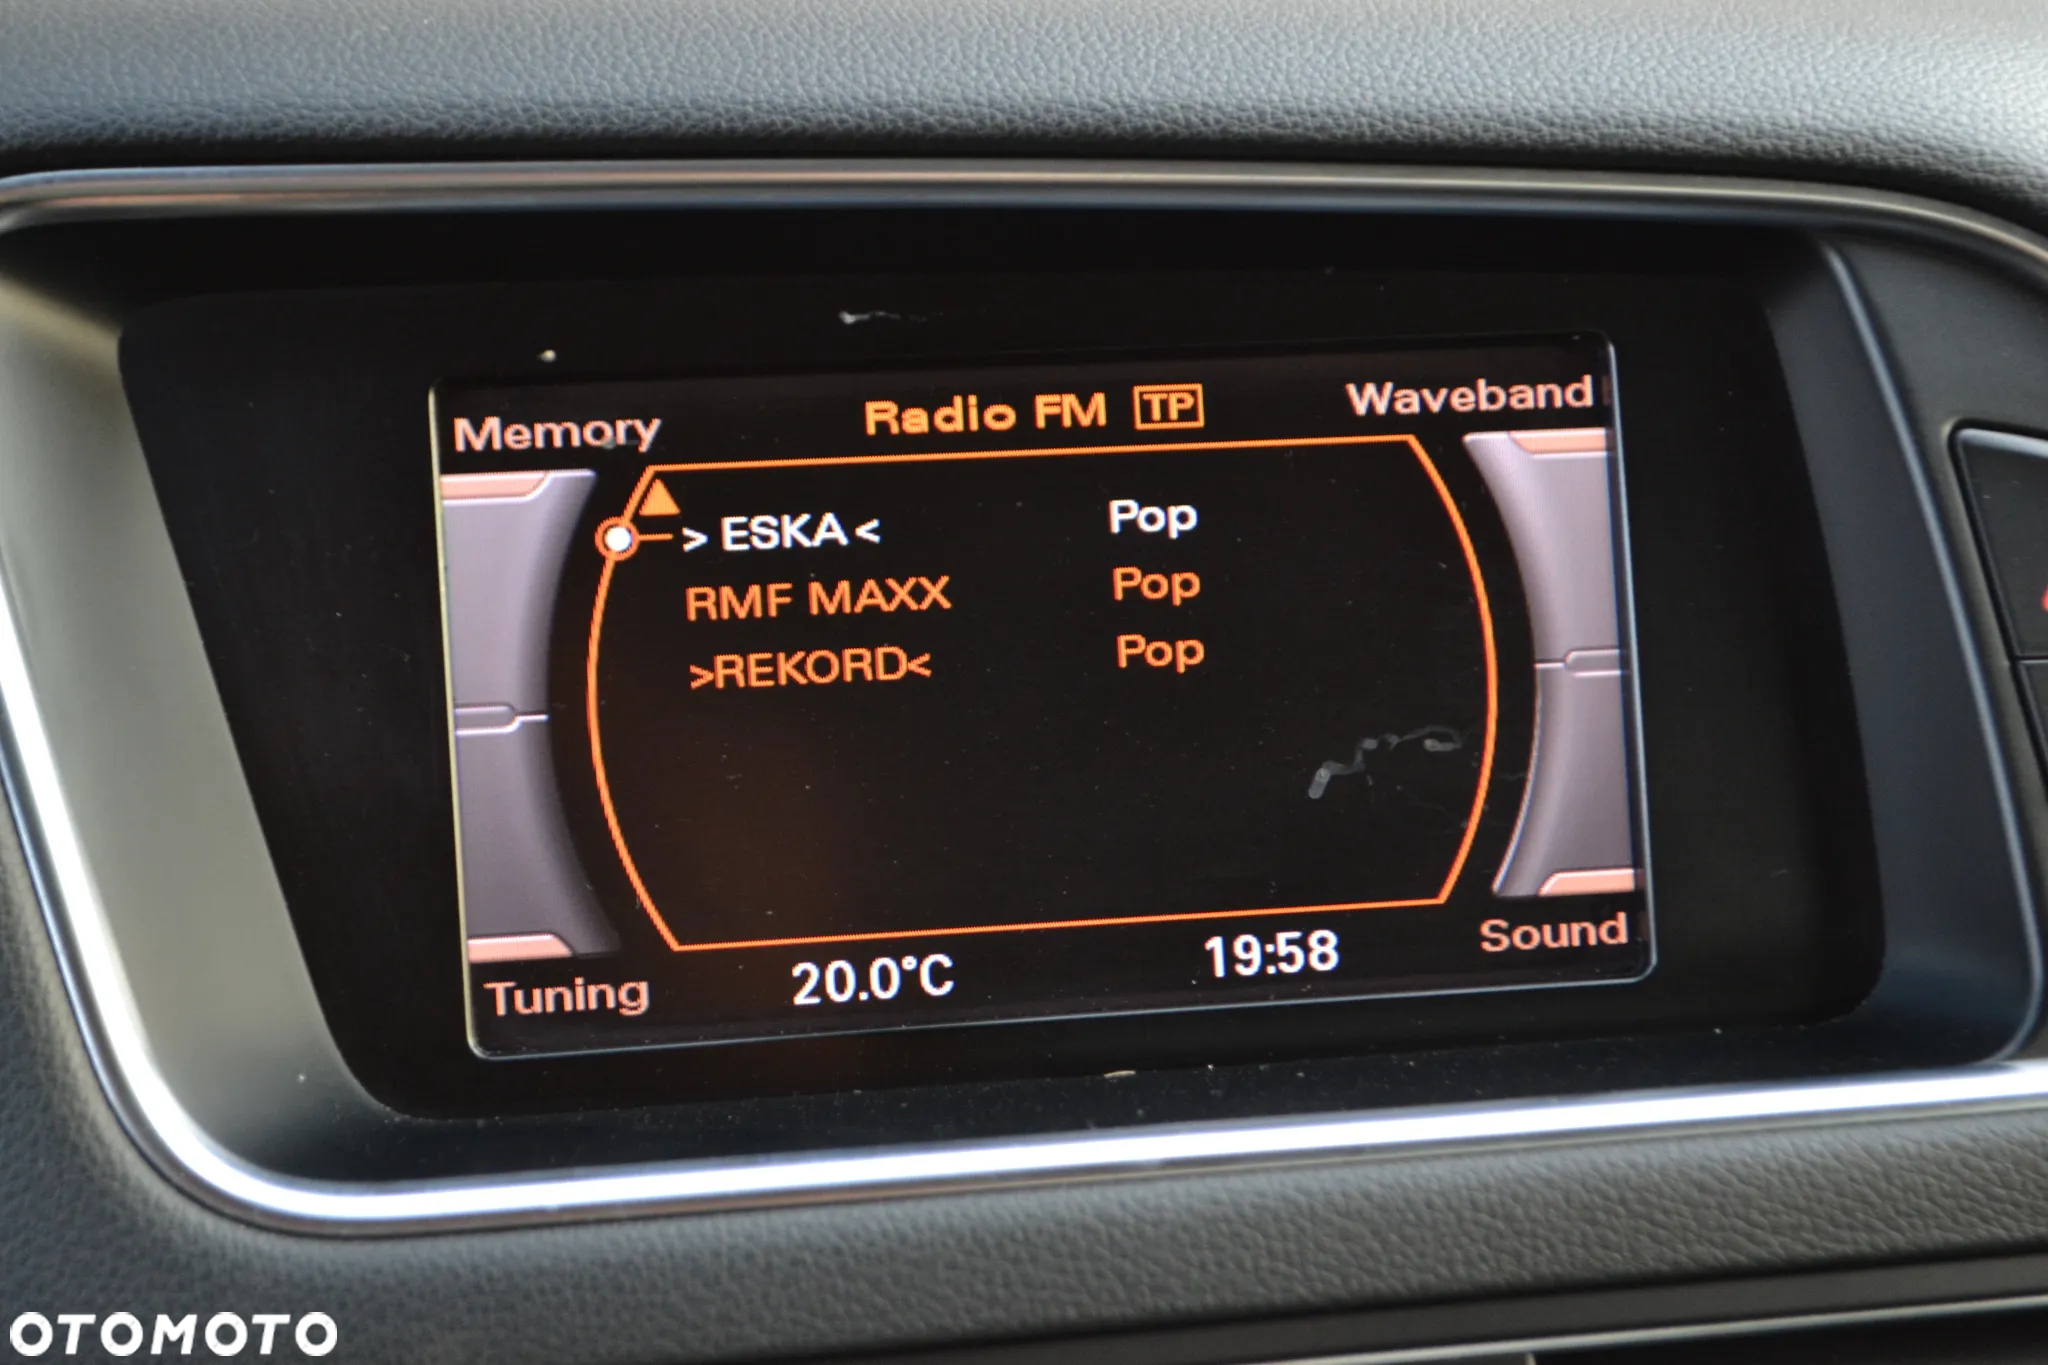 Memory
Radio FM TP
Waveband
> ESKA < Pop
RMF MAXX Pop
>REKORD< Pop
Tuning
20.0°C
19:58
Sound
OTOMOTO